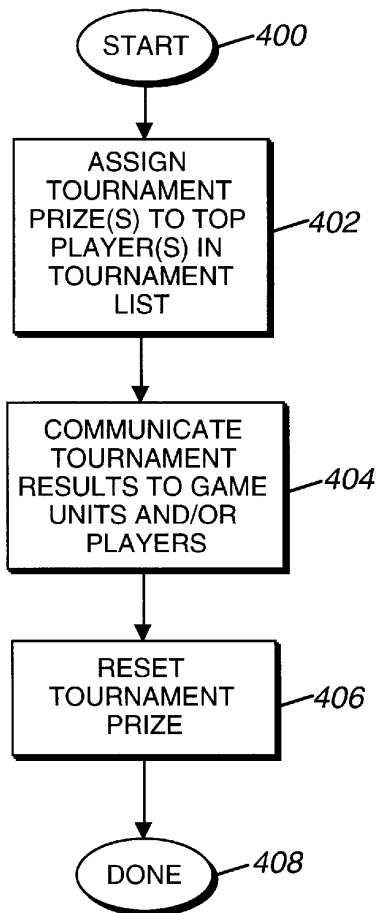 START
400
ASSIGN
TOURNAMENT
PRIZE(S) TO TOP
PLAYER(S) IN
TOURNAMENT
LIST
402
COMMUNICATE
TOURNAMENT
RESULTS TO GAME
UNITS AND/OR
PLAYERS
404
RESET
TOURNAMENT
PRIZE
406
DONE
408